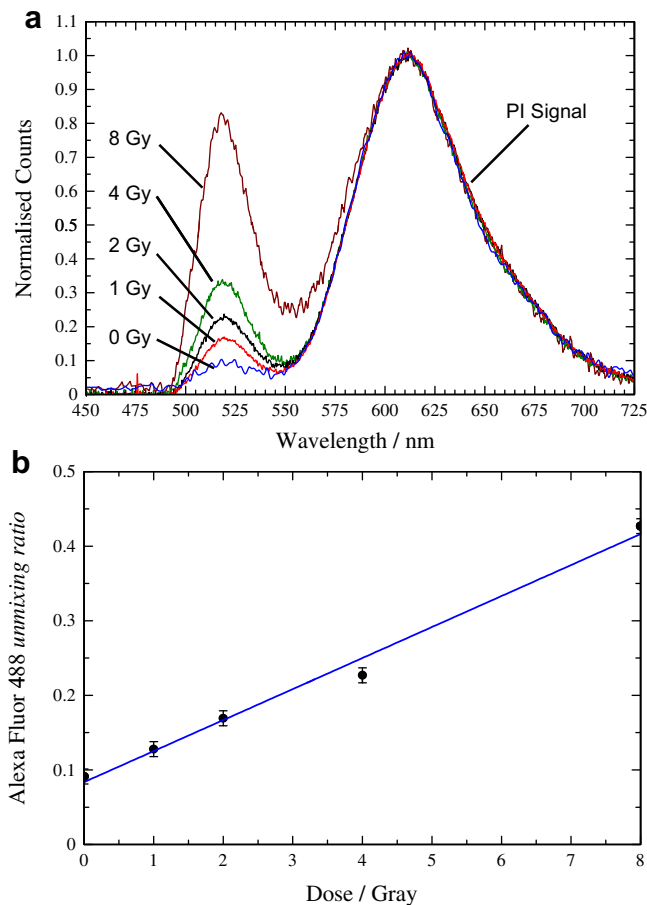 a
1.1
1.0
0.9
0.8
0.7
0.6
0.5
0.4
0.3
0.2
0.1
0
Normalised Counts
8 Gy
4 Gy
2 Gy
1 Gy
0 Gy
PI Signal
450 475 500 525 550 575 600 625 650 675 700 725
Wavelength / nm
b
0.5
0.4
0.3
0.2
0.1
0
Alexa Fluor 488 unmixing ratio
0 1 2 3 4 5 6 7 8
Dose / Gray